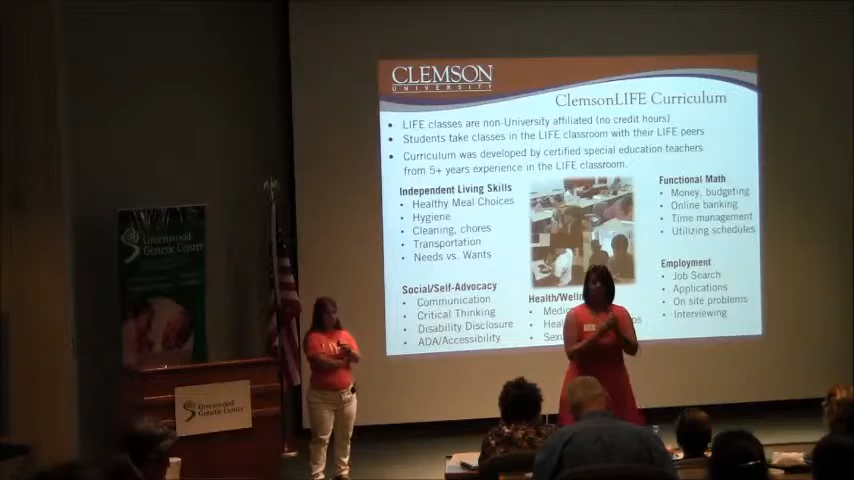 CLEMSON
UNIVERSITY
ClemsonLIFE Curriculum
• LIFE classes are non-University affiliated (no credit hours)
• Students take classes in the LIFE classroom with their LIFE peers
• Curriculum was developed by certified special education teachers
from 5+ years experience in the LIFE classroom.
Independent Living Skills
• Healthy Meal Choices
• Hygiene
• Cleaning, chores
• Transportation
• Needs vs. Wants
Social/Self-Advocacy
• Communication
• Critical Thinking
• Disability Disclosure
• ADA/Accessibility
Health/Well
Functional Math
• Money, budgeting
• Online banking
• Time management
• Utilizing schedules
Employment
• Job Search
• Applications
• On site problems
• Interviewing
Greenwood
Genetic Center
Greenwood
Genetic Center